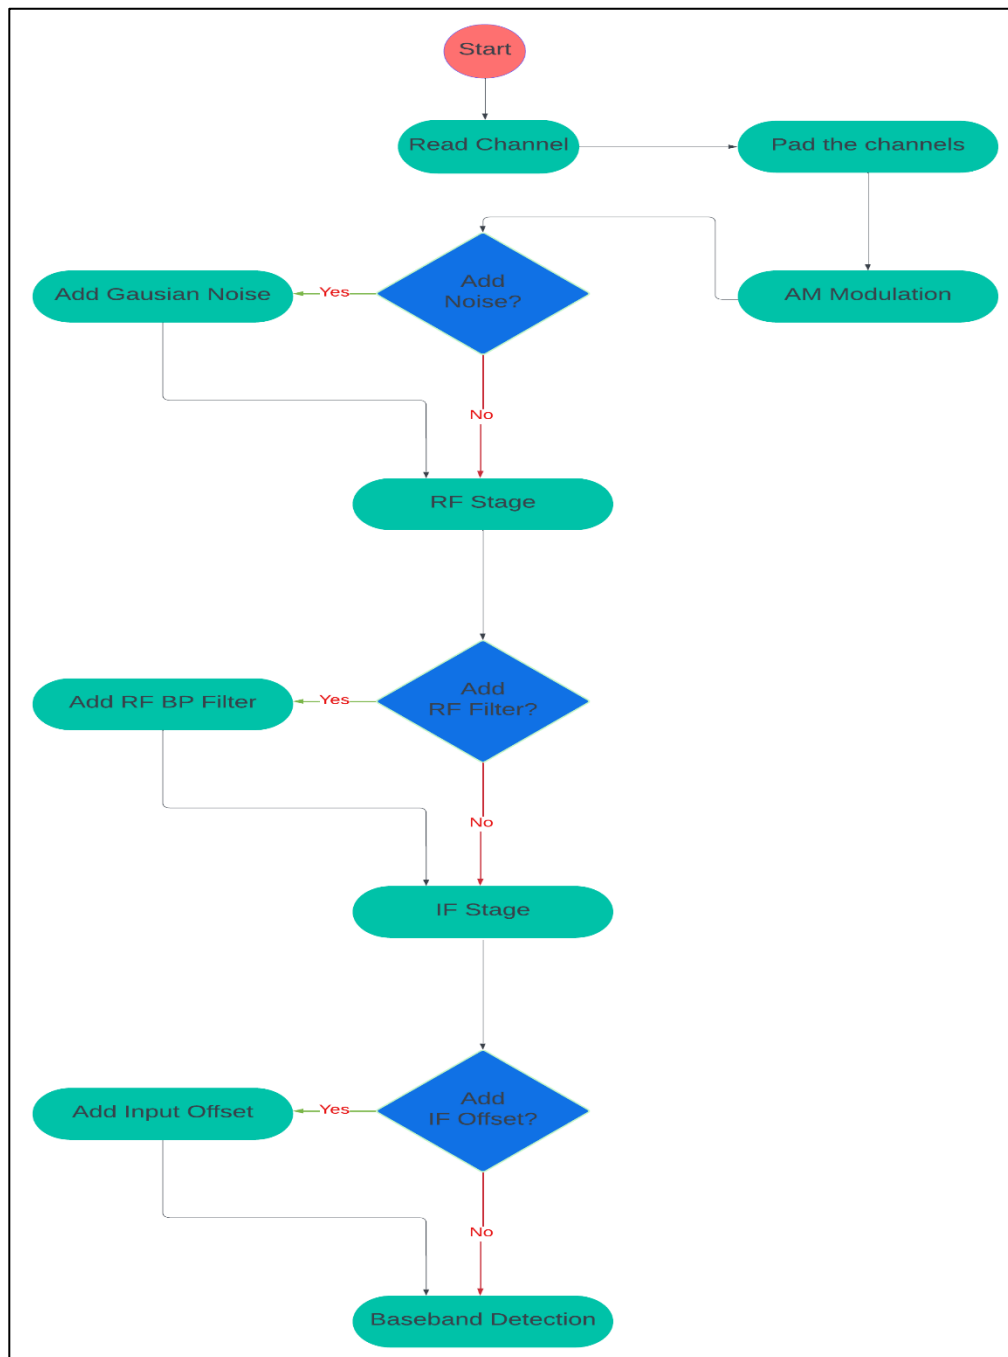 Start
Read Channel
Pad the channels
AM Modulation
Add
Noise?
Yes
Add Gausian Noise
No
RF Stage
Add
RF Filter?
Yes
Add RF BP Filter
No
IF Stage
Add
IF Offset?
Yes
Add Input Offset
No
Baseband Detection